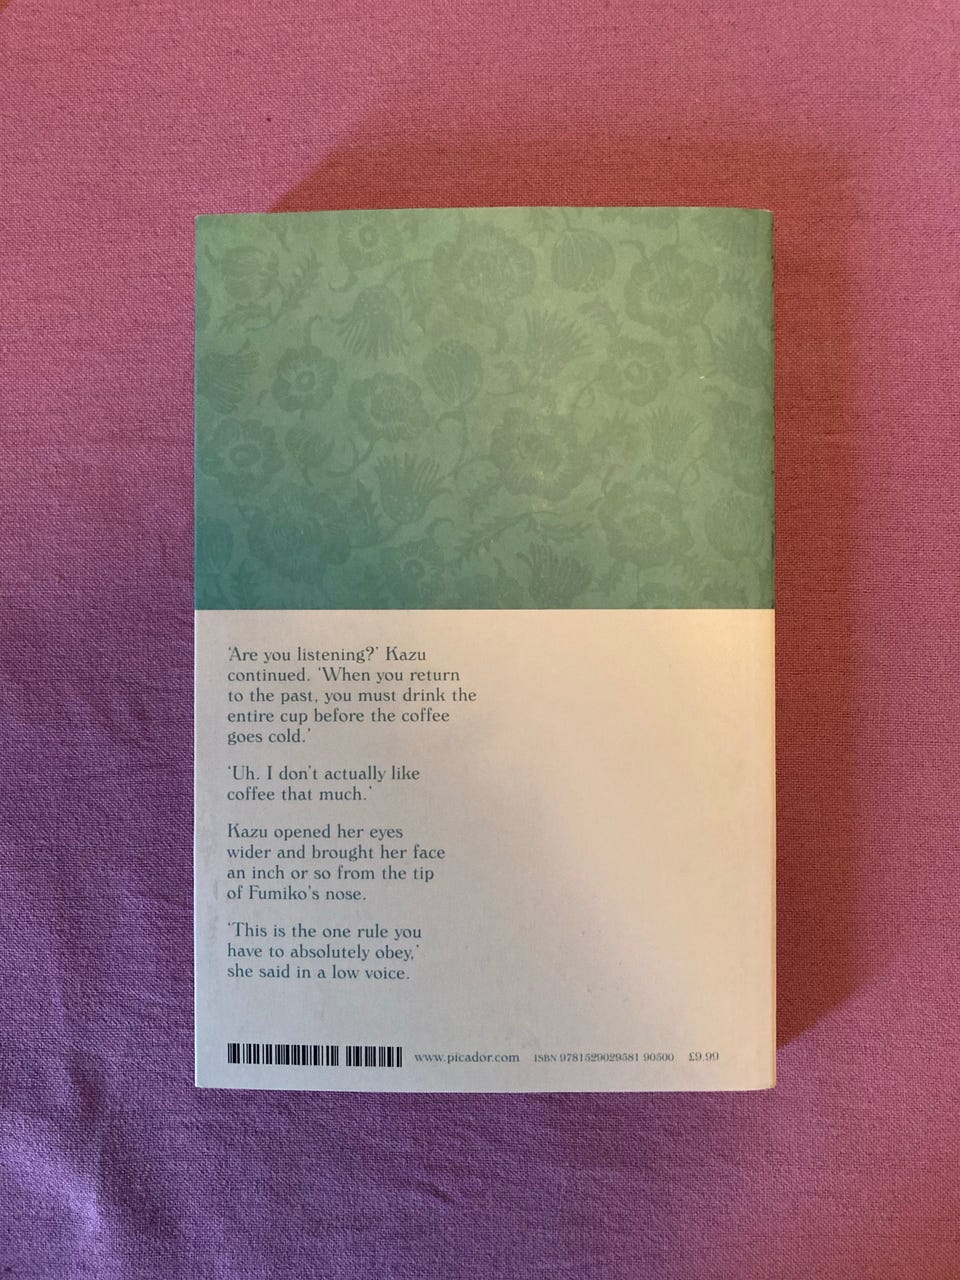 ‘Are you listening?’ Kazu
continued. ‘When you return
to the past, you must drink the
entire cup before the coffee
goes cold.’
‘Uh. I don’t actually like
coffee that much.’
Kazu opened her eyes
wider and brought her face
an inch or so from the tip
of Fumiko’s nose.
‘This is the one rule you
have to absolutely obey,’
she said in a low voice.
www.picador.com ISBN 9781529029581 90500 £9.99